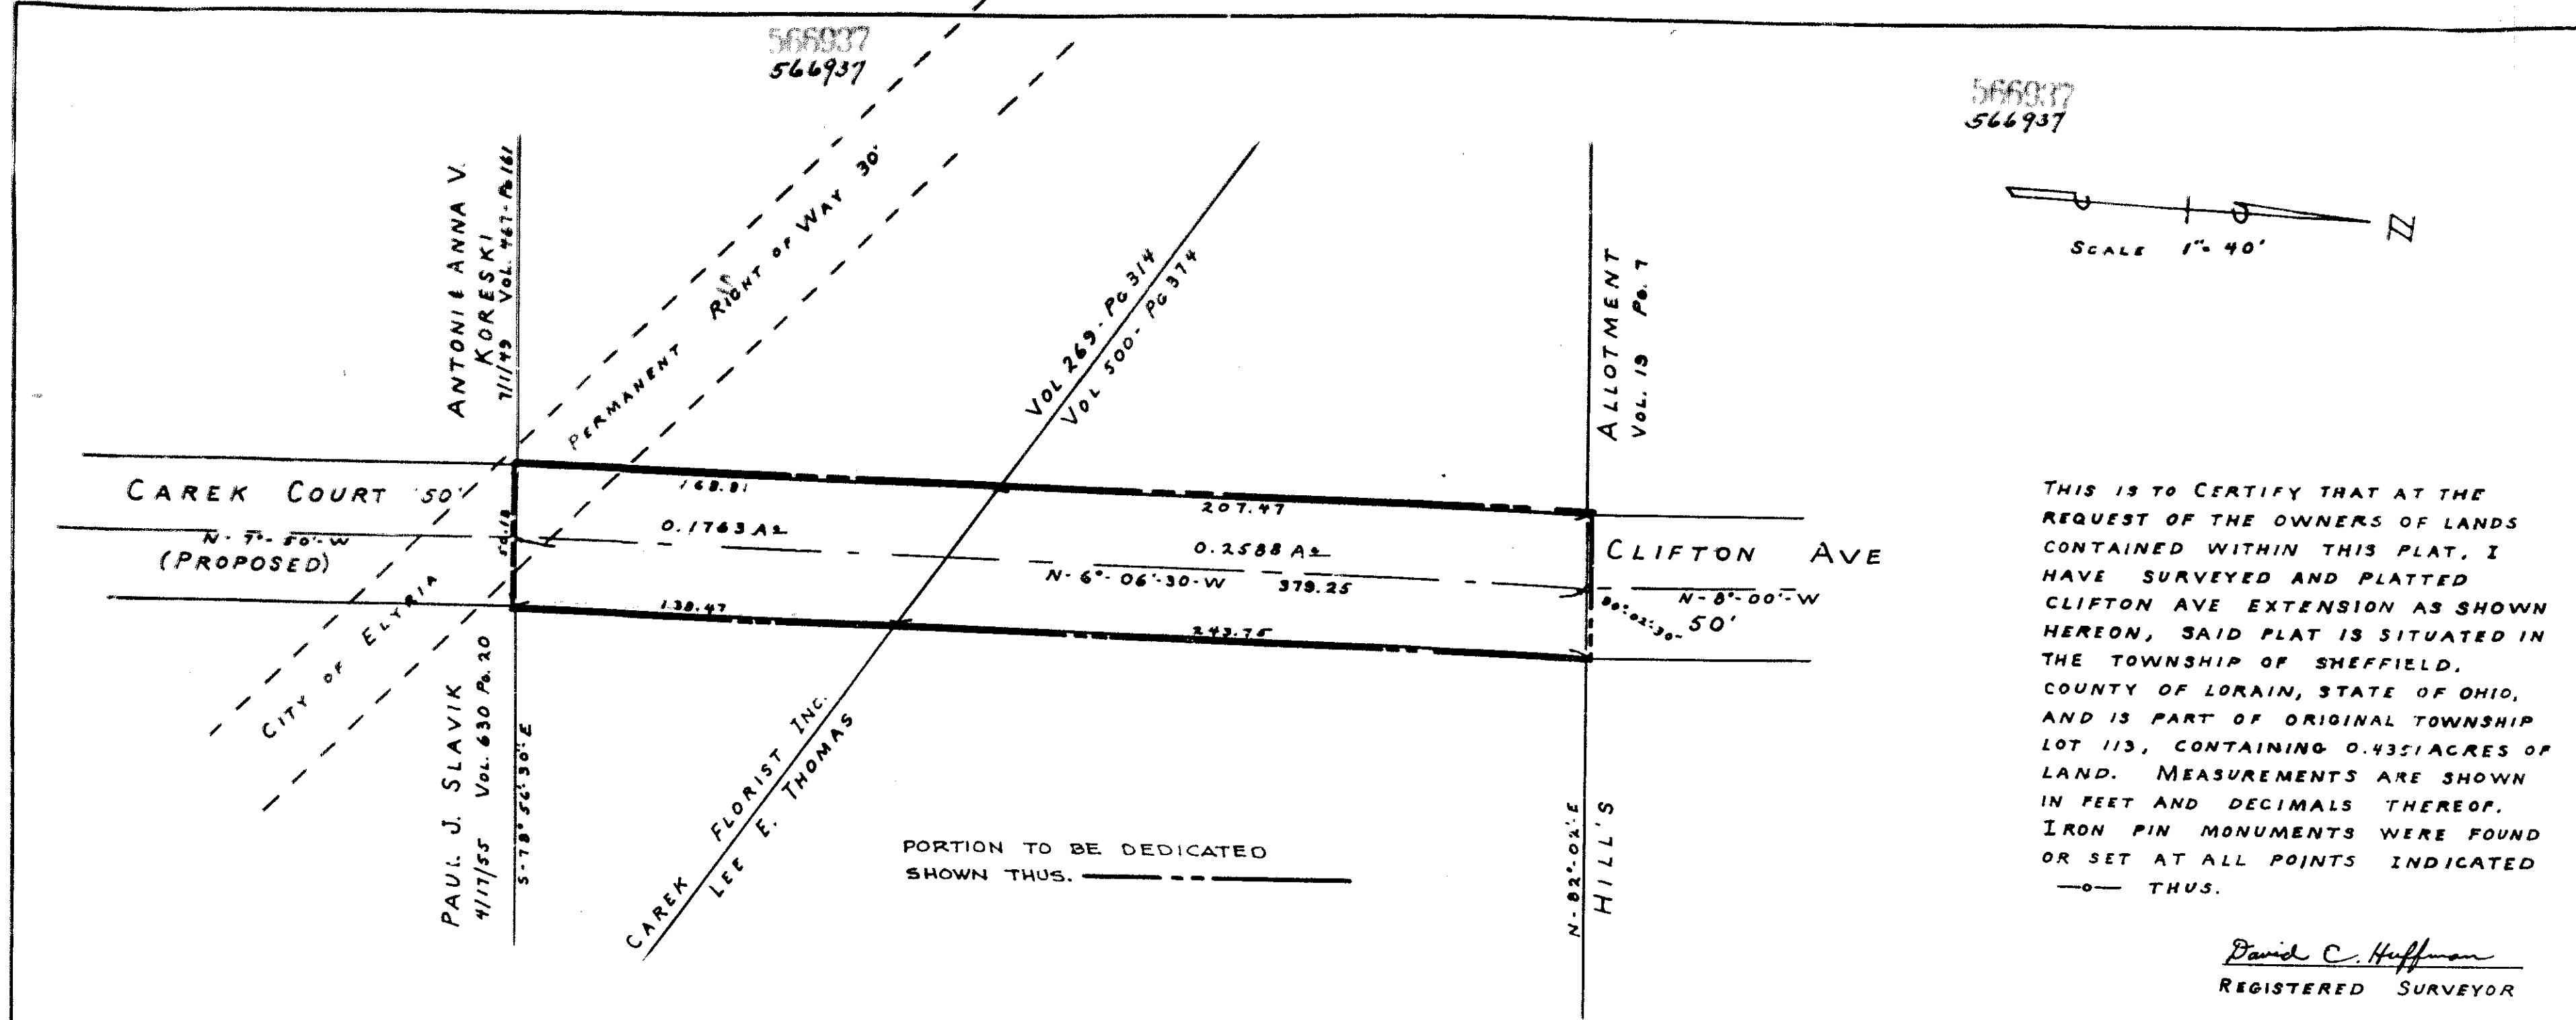 566937
566937
566937
566937
SCALE 1"= 40'
ANTONI & ANNA V.
KORESKI
7/1/49 VOL. 467 - PG 161
PERMANENT RIGHT OF WAY 30'
VOL 269 - PG 314
VOL 500 - PG 374
ALLOTMENT
VOL. 19 PG. 7
CAREK COURT 50'
N-7°-50'-W
(PROPOSED)
50.18
168.81
207.47
0.1763 AC
0.2588 AC
N-6°-06'-30-W 379.25
138.47
243.75
CLIFTON AVE
N-8°-00'-W
50'
CITY OF ELYRIA
PAUL J. SLAVIK
4/17/55 VOL. 630 PG. 20
S-78°56'30"E
CAREK FLORIST INC.
LEE E. THOMAS
N-82°-02'-E
HILL'S
PORTION TO BE DEDICATED
SHOWN THUS.
THIS IS TO CERTIFY THAT AT THE
REQUEST OF THE OWNERS OF LANDS
CONTAINED WITHIN THIS PLAT, I
HAVE SURVEYED AND PLATTED
CLIFTON AVE EXTENSION AS SHOWN
HEREON, SAID PLAT IS SITUATED IN
THE TOWNSHIP OF SHEFFIELD,
COUNTY OF LORAIN, STATE OF OHIO,
AND IS PART OF ORIGINAL TOWNSHIP
LOT 113, CONTAINING 0.4351 ACRES OF
LAND. MEASUREMENTS ARE SHOWN
IN FEET AND DECIMALS THEREOF.
IRON PIN MONUMENTS WERE FOUND
OR SET AT ALL POINTS INDICATED
—o— THUS.
David C. Huffman
REGISTERED SURVEYOR